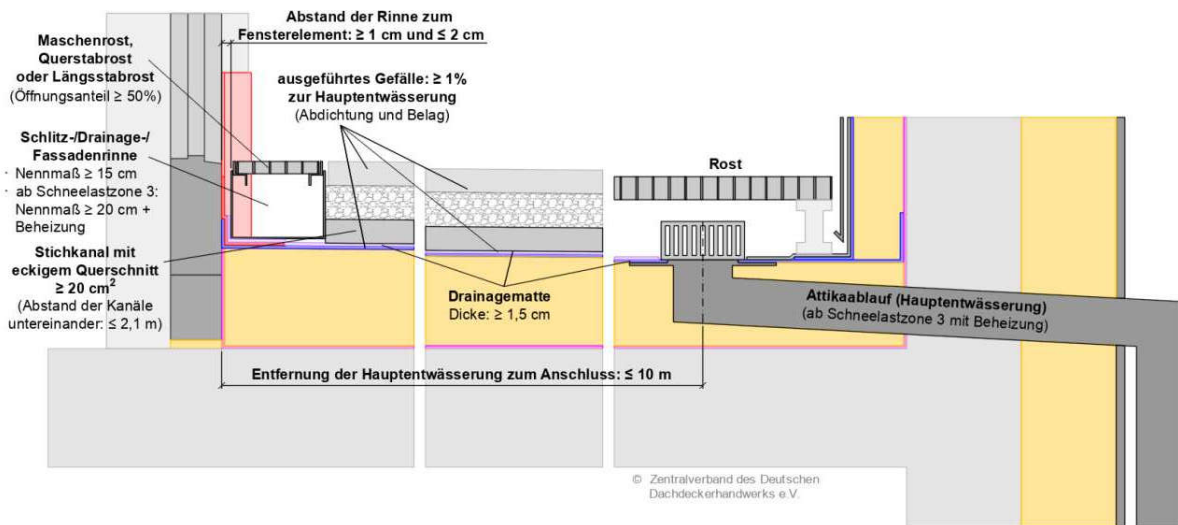 Abstand der Rinne zum
Fensterelement: ≥ 1 cm und ≤ 2 cm
Maschenrost,
Querstabrost
oder Längsstabrost
(Öffnungsanteil ≥ 50%)
ausgeführtes Gefälle: ≥ 1%
zur Hauptentwässerung
(Abdichtung und Belag)
Schlitz-/Drainage-/
Fassadenrinne
· Nennmaß ≥ 15 cm
· ab Schneelastzone 3:
Nennmaß ≥ 20 cm +
Beheizung
Rost
Stichkanal mit
eckigem Querschnitt
≥ 20 cm²
(Abstand der Kanäle
untereinander: ≤ 2,1 m)
Drainagematte
Dicke: ≥ 1,5 cm
Attikaablauf (Hauptentwässerung)
(ab Schneelastzone 3 mit Beheizung)
Entfernung der Hauptentwässerung zum Anschluss: ≤ 10 m
© Zentralverband des Deutschen
Dachdeckerhandwerks e.V.